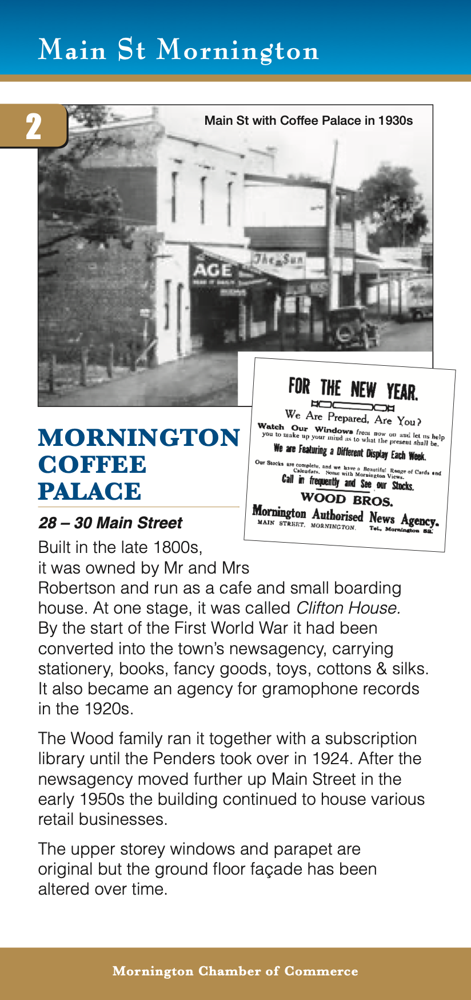 Main St Mornington
2
Main St with Coffee Palace in 1930s
AGE
The Sun
FOR THE NEW YEAR.
We Are Prepared, Are You?
Watch Our Windows from now on and let us help
you to make up your mind as to what the present shall be.
We are Featuring a Different Display Each Week.
Our Stocks are complete, and we have a Beautiful Range of Cards and
Calendars. Some with Mornington Views.
Call in frequently and See our Stocks.
WOOD BROS.
Mornington Authorised News Agency.
MAIN STREET, MORNINGTON. Tel., Mornington 52.
MORNINGTON
COFFEE
PALACE
28 – 30 Main Street
Built in the late 1800s,
it was owned by Mr and Mrs
Robertson and run as a cafe and small boarding
house. At one stage, it was called Clifton House.
By the start of the First World War it had been
converted into the town’s newsagency, carrying
stationery, books, fancy goods, toys, cottons & silks.
It also became an agency for gramophone records
in the 1920s.
The Wood family ran it together with a subscription
library until the Penders took over in 1924. After the
newsagency moved further up Main Street in the
early 1950s the building continued to house various
retail businesses.
The upper storey windows and parapet are
original but the ground floor façade has been
altered over time.
Mornington Chamber of Commerce